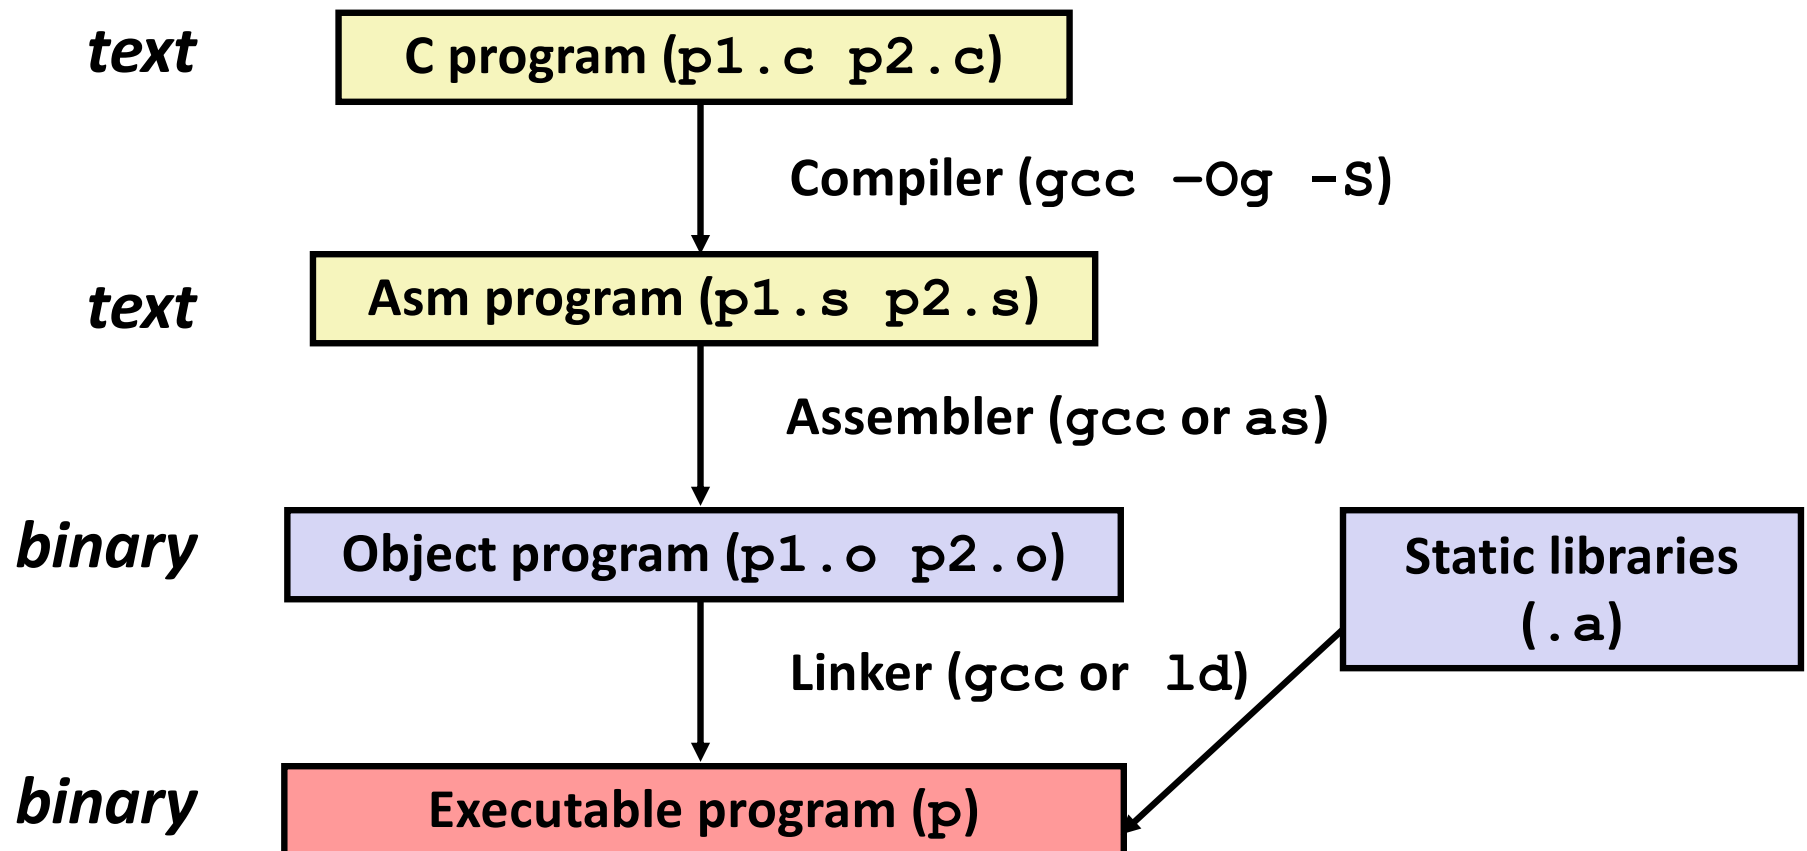 text
C program (p1.c p2.c)
Compiler (gcc –Og -S)
text
Asm program (p1.s p2.s)
Assembler (gcc or as)
binary
Object program (p1.o p2.o)
Static libraries
(.a)
Linker (gcc or ld)
binary
Executable program (p)